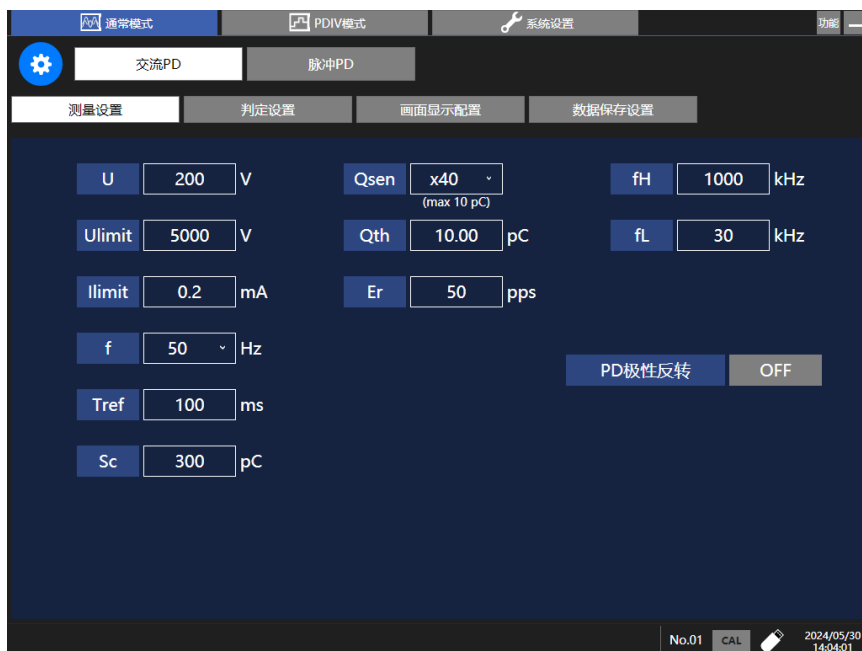 通常模式 PDIV模式 系统设置 功能
交流PD 脉冲PD
测量设置 判定设置 画面显示配置 数据保存设置
U 200 V Qsen x40 fH 1000 kHz
(max 10 pC)
Ulimit 5000 V Qth 10.00 pC fL 30 kHz
Ilimit 0.2 mA Er 50 pps
f 50 Hz
PD极性反转 OFF
Tref 100 ms
Sc 300 pC
No.01 CAL 2024/05/30
14:04:01